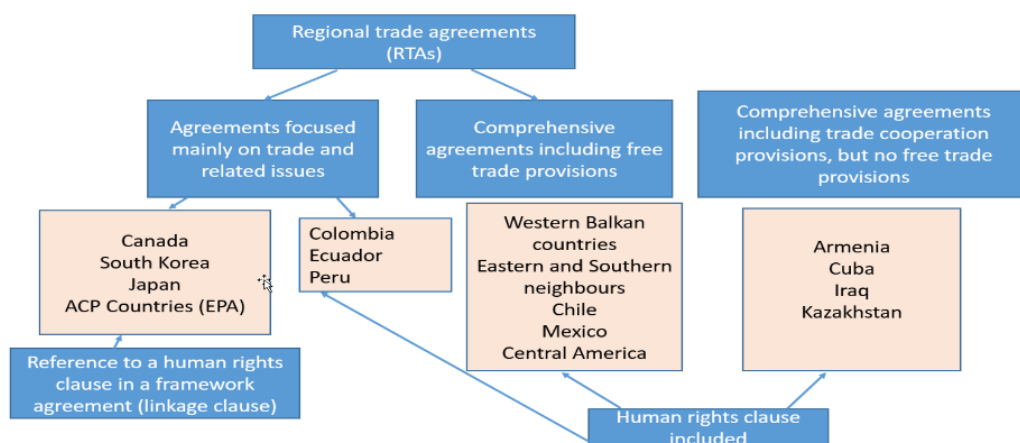 Regional trade agreements
(RTAs)
Agreements focused
mainly on trade and
related issues
Comprehensive
agreements including free
trade provisions
Comprehensive agreements
including trade cooperation
provisions, but no free trade
provisions
Canada
South Korea
Japan
ACP Countries (EPA)
Colombia
Ecuador
Peru
Western Balkan
countries
Eastern and Southern
neighbours
Chile
Mexico
Central America
Armenia
Cuba
Iraq
Kazakhstan
Reference to a human rights
clause in a framework
agreement (linkage clause)
Human rights clause
included